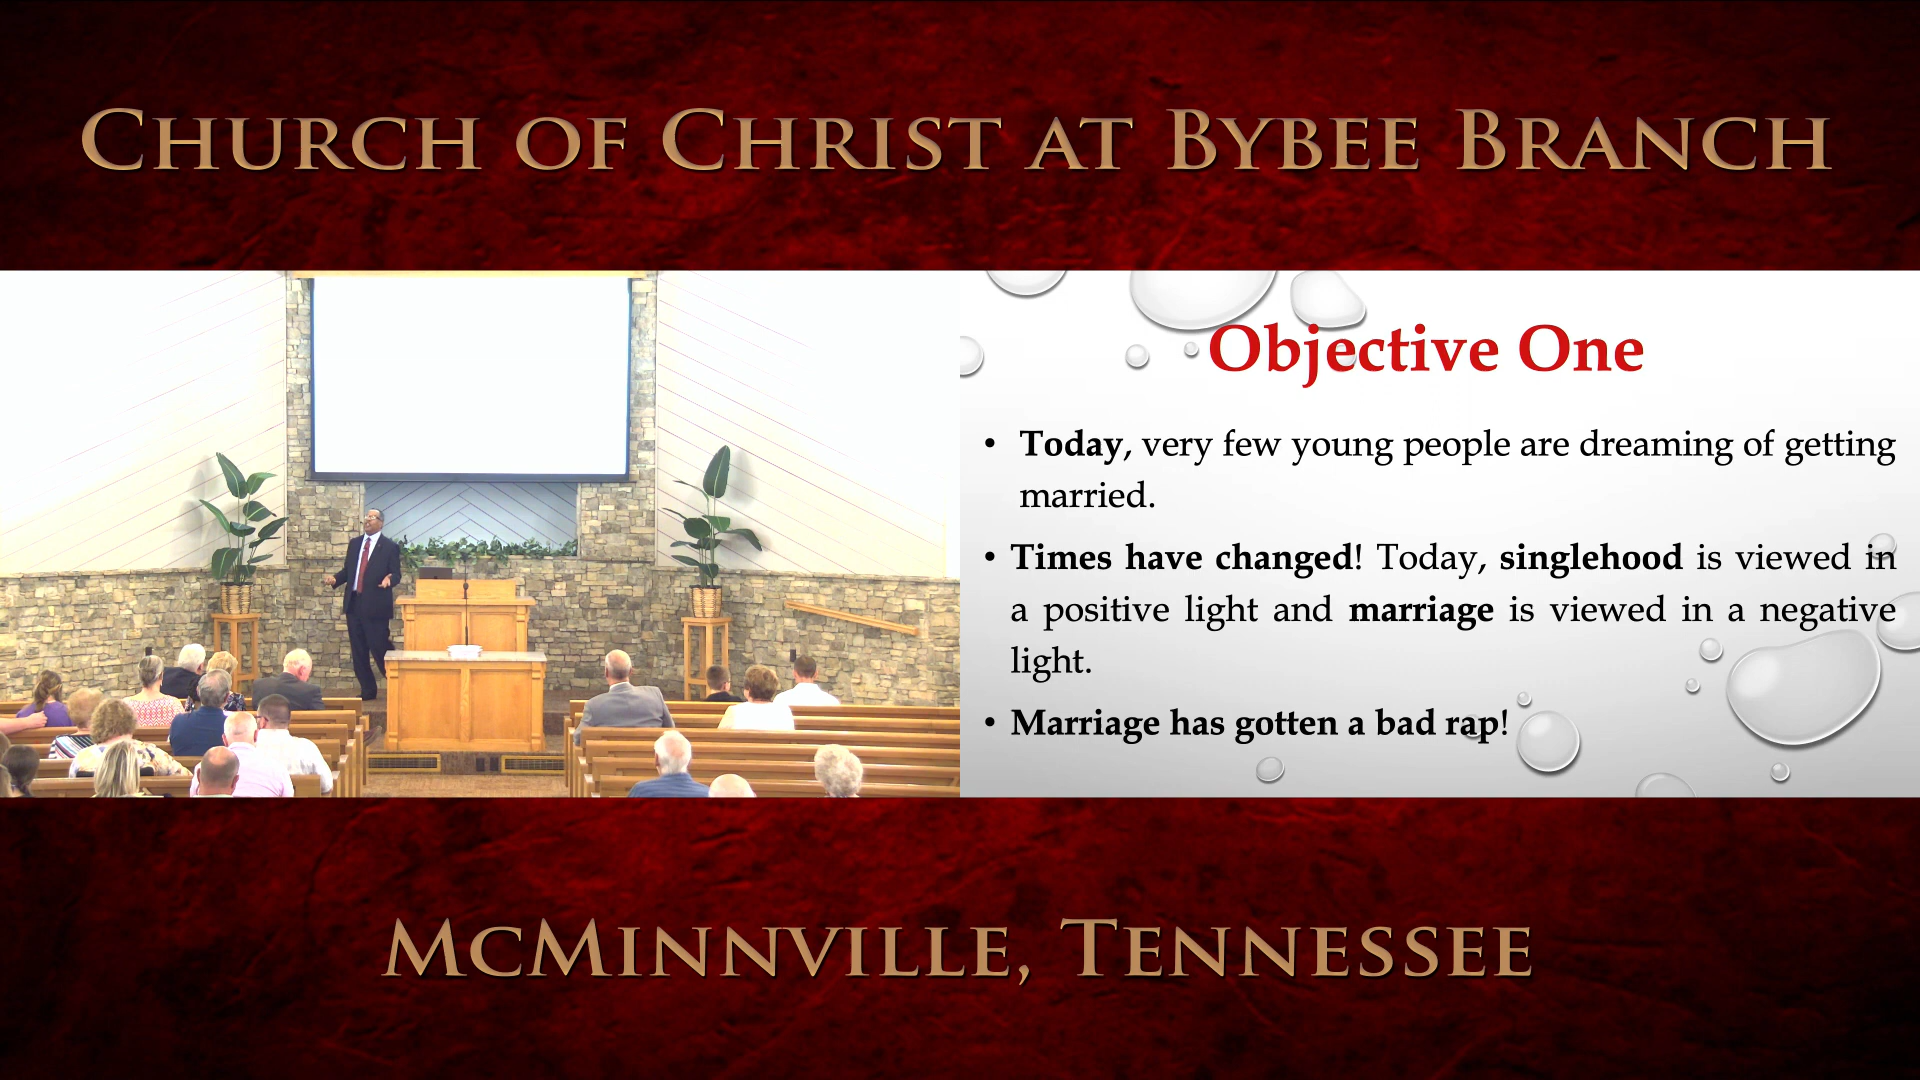 Church of Christ at Bybee Branch
Objective One
• Today, very few young people are dreaming of getting
married.
• Times have changed! Today, singlehood is viewed in
a positive light and marriage is viewed in a negative
light.
• Marriage has gotten a bad rap!
McMinnville, Tennessee